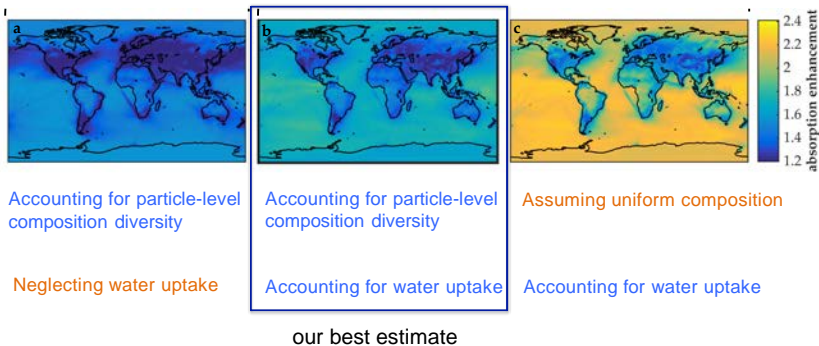 a
b
c
2.4
2.2
2
1.8
1.6
1.4
1.2
absorption enhancement
Accounting for particle-level
composition diversity
Accounting for particle-level
composition diversity
Assuming uniform composition
Neglecting water uptake
Accounting for water uptake
Accounting for water uptake
our best estimate